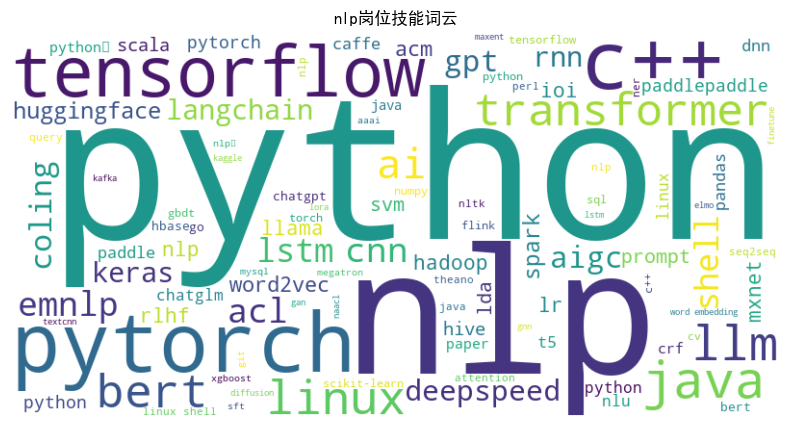 nlp岗位技能词云
python
scala
pytorch
caffe
acm
maxent
tensorflow
dnn
tensorflow
nlp
gpt
rnn
c++
python
perl
ioi
ner
paddlepaddle
huggingface
langchain
java
aaai
transformer
finetune
query
nlp
kaggle
python
ai
nlp
kafka
coling
chatgpt
numpy
nltk
sql
linux
pandas
elmo
gbdt
lora
svm
lstm
hbase
go
torch
flink
spark
shell
paddle
nlp
llama
lstm
cnn
hadoop
aigc
prompt
seq2seq
keras
mysql
megatron
theano
c++
mxnet
word2vec
nlp
lda
emnlp
chatglm
gan
naacl
java
lr
word embedding
rlhf
acl
textcnn
hive
gnn
cv
pytorch
paper
t5
crf
llm
git
bert
xgboost
scikit-learn
attention
java
diffusion
linux
deepspeed
python
nlu
python
linux shell
sft
bert